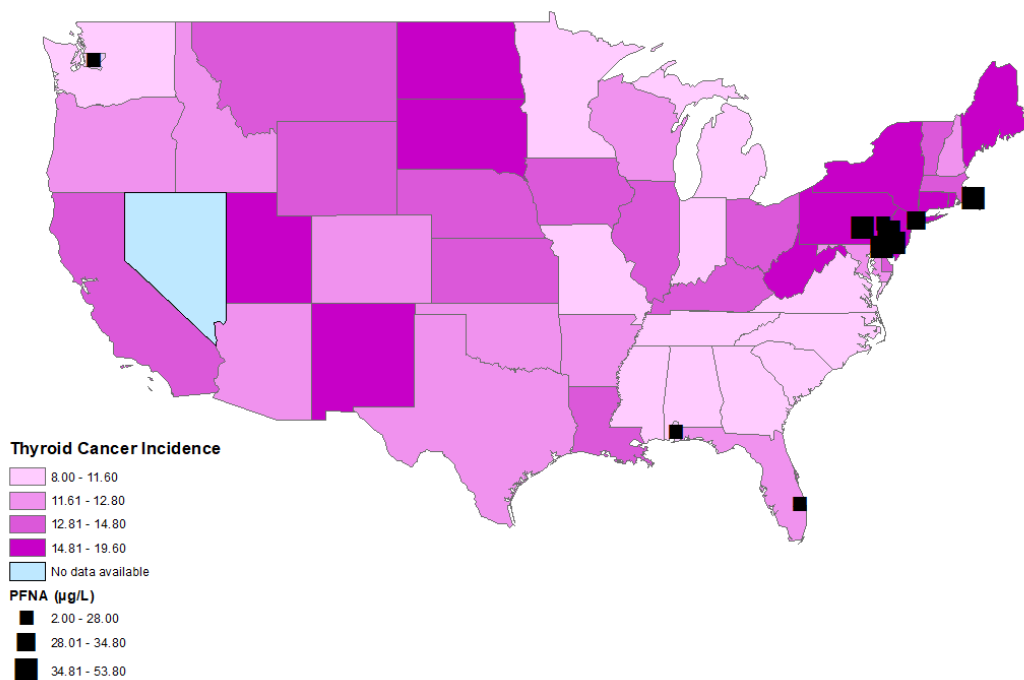 Thyroid Cancer Incidence
8.00 - 11.60
11.61 - 12.80
12.81 - 14.80
14.81 - 19.60
No data available
PFNA (µg/L)
2.00 - 28.00
28.01 - 34.80
34.81 - 53.80